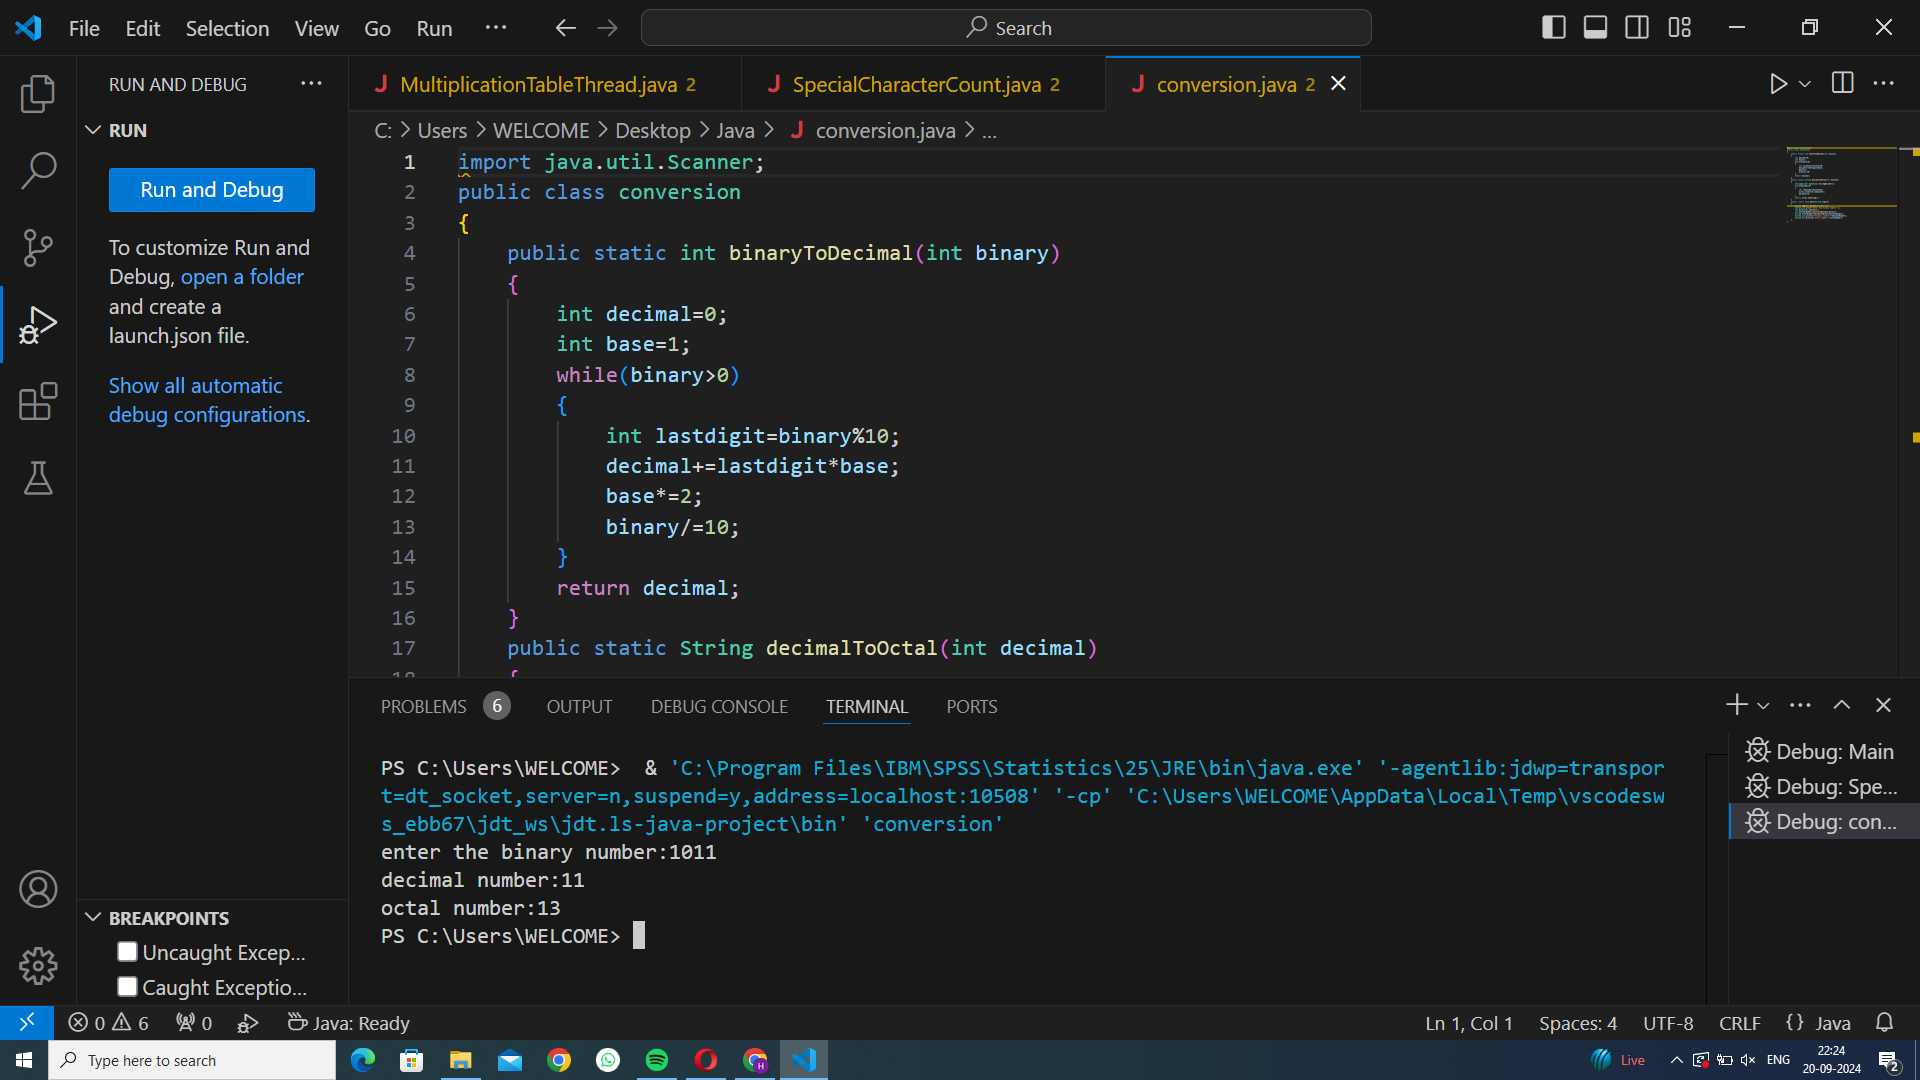 File Edit Selection View Go Run ··· Search
RUN AND DEBUG ···
RUN
Run and Debug
To customize Run and
Debug, open a folder
and create a
launch.json file.
Show all automatic
debug configurations.
BREAKPOINTS
Uncaught Excep...
Caught Exceptio...
MultiplicationTableThread.java 2 SpecialCharacterCount.java 2 conversion.java 2
C: > Users > WELCOME > Desktop > Java > conversion.java > ...
1 import java.util.Scanner;
2 public class conversion
3 {
4 public static int binaryToDecimal(int binary)
5 {
6 int decimal=0;
7 int base=1;
8 while(binary>0)
9 {
10 int lastdigit=binary%10;
11 decimal+=lastdigit*base;
12 base*=2;
13 binary/=10;
14 }
15 return decimal;
16 }
17 public static String decimalToOctal(int decimal)
18 {
PROBLEMS 6 OUTPUT DEBUG CONSOLE TERMINAL PORTS
PS C:\Users\WELCOME>  & 'C:\Program Files\IBM\SPSS\Statistics\25\JRE\bin\java.exe' '-agentlib:jdwp=transpor
t=dt_socket,server=n,suspend=y,address=localhost:10508' '-cp' 'C:\Users\WELCOME\AppData\Local\Temp\vscodesw
s_ebb67\jdt_ws\jdt.ls-java-project\bin' 'conversion'
enter the binary number:1011
decimal number:11
octal number:13
PS C:\Users\WELCOME>
Debug: Main
Debug: Spe...
Debug: con...
0 6 0 Java: Ready Ln 1, Col 1 Spaces: 4 UTF-8 CRLF {} Java
Type here to search Live ENG 22:24
20-09-2024 2